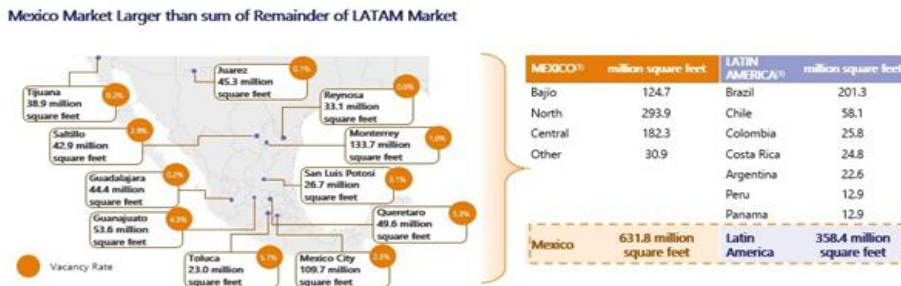 Mexico Market Larger than sum of Remainder of LATAM Market
Juarez
45.3 million
square feet
0.1%
Tijuana
38.9 million
square feet
0.2%
Reynosa
33.1 million
square feet
Saltillo
42.9 million
square feet
2.9%
Monterrey
133.7 million
square feet
1.0%
Guadalajara
44.4 million
square feet
0.2%
San Luis Potosí
26.7 million
square feet
3.1%
Guanajuato
53.6 million
square feet
4.3%
Queretaro
49.6 million
square feet
5.3%
Toluca
23.0 million
square feet
5.7%
Mexico City
109.7 million
square feet
2.3%
Vacancy Rate
MEXICO(1) million square feet
LATIN AMERICA(1) million square feet
Bajío 124.7 Brazil 201.3
North 293.9 Chile 58.1
Central 182.3 Colombia 25.8
Other 30.9 Costa Rica 24.8
Argentina 22.6
Peru 12.9
Panama 12.9
Mexico 631.8 million square feet
Latin America 358.4 million square feet